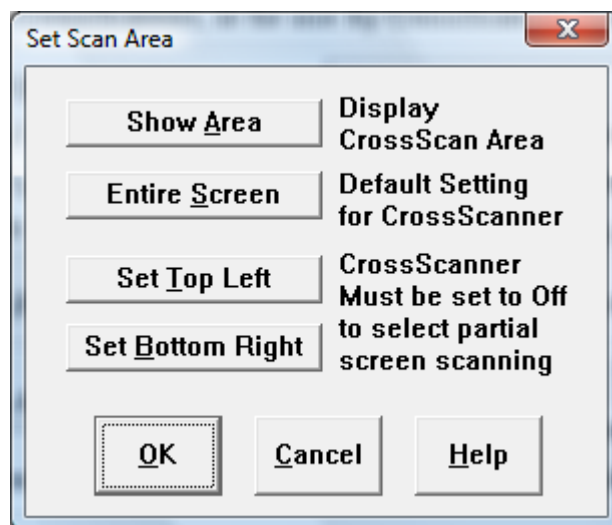 Set Scan Area
Show Area
Display
CrossScan Area
Entire Screen
Default Setting
for CrossScanner
Set Top Left
Set Bottom Right
CrossScanner
Must be set to Off
to select partial
screen scanning
OK
Cancel
Help